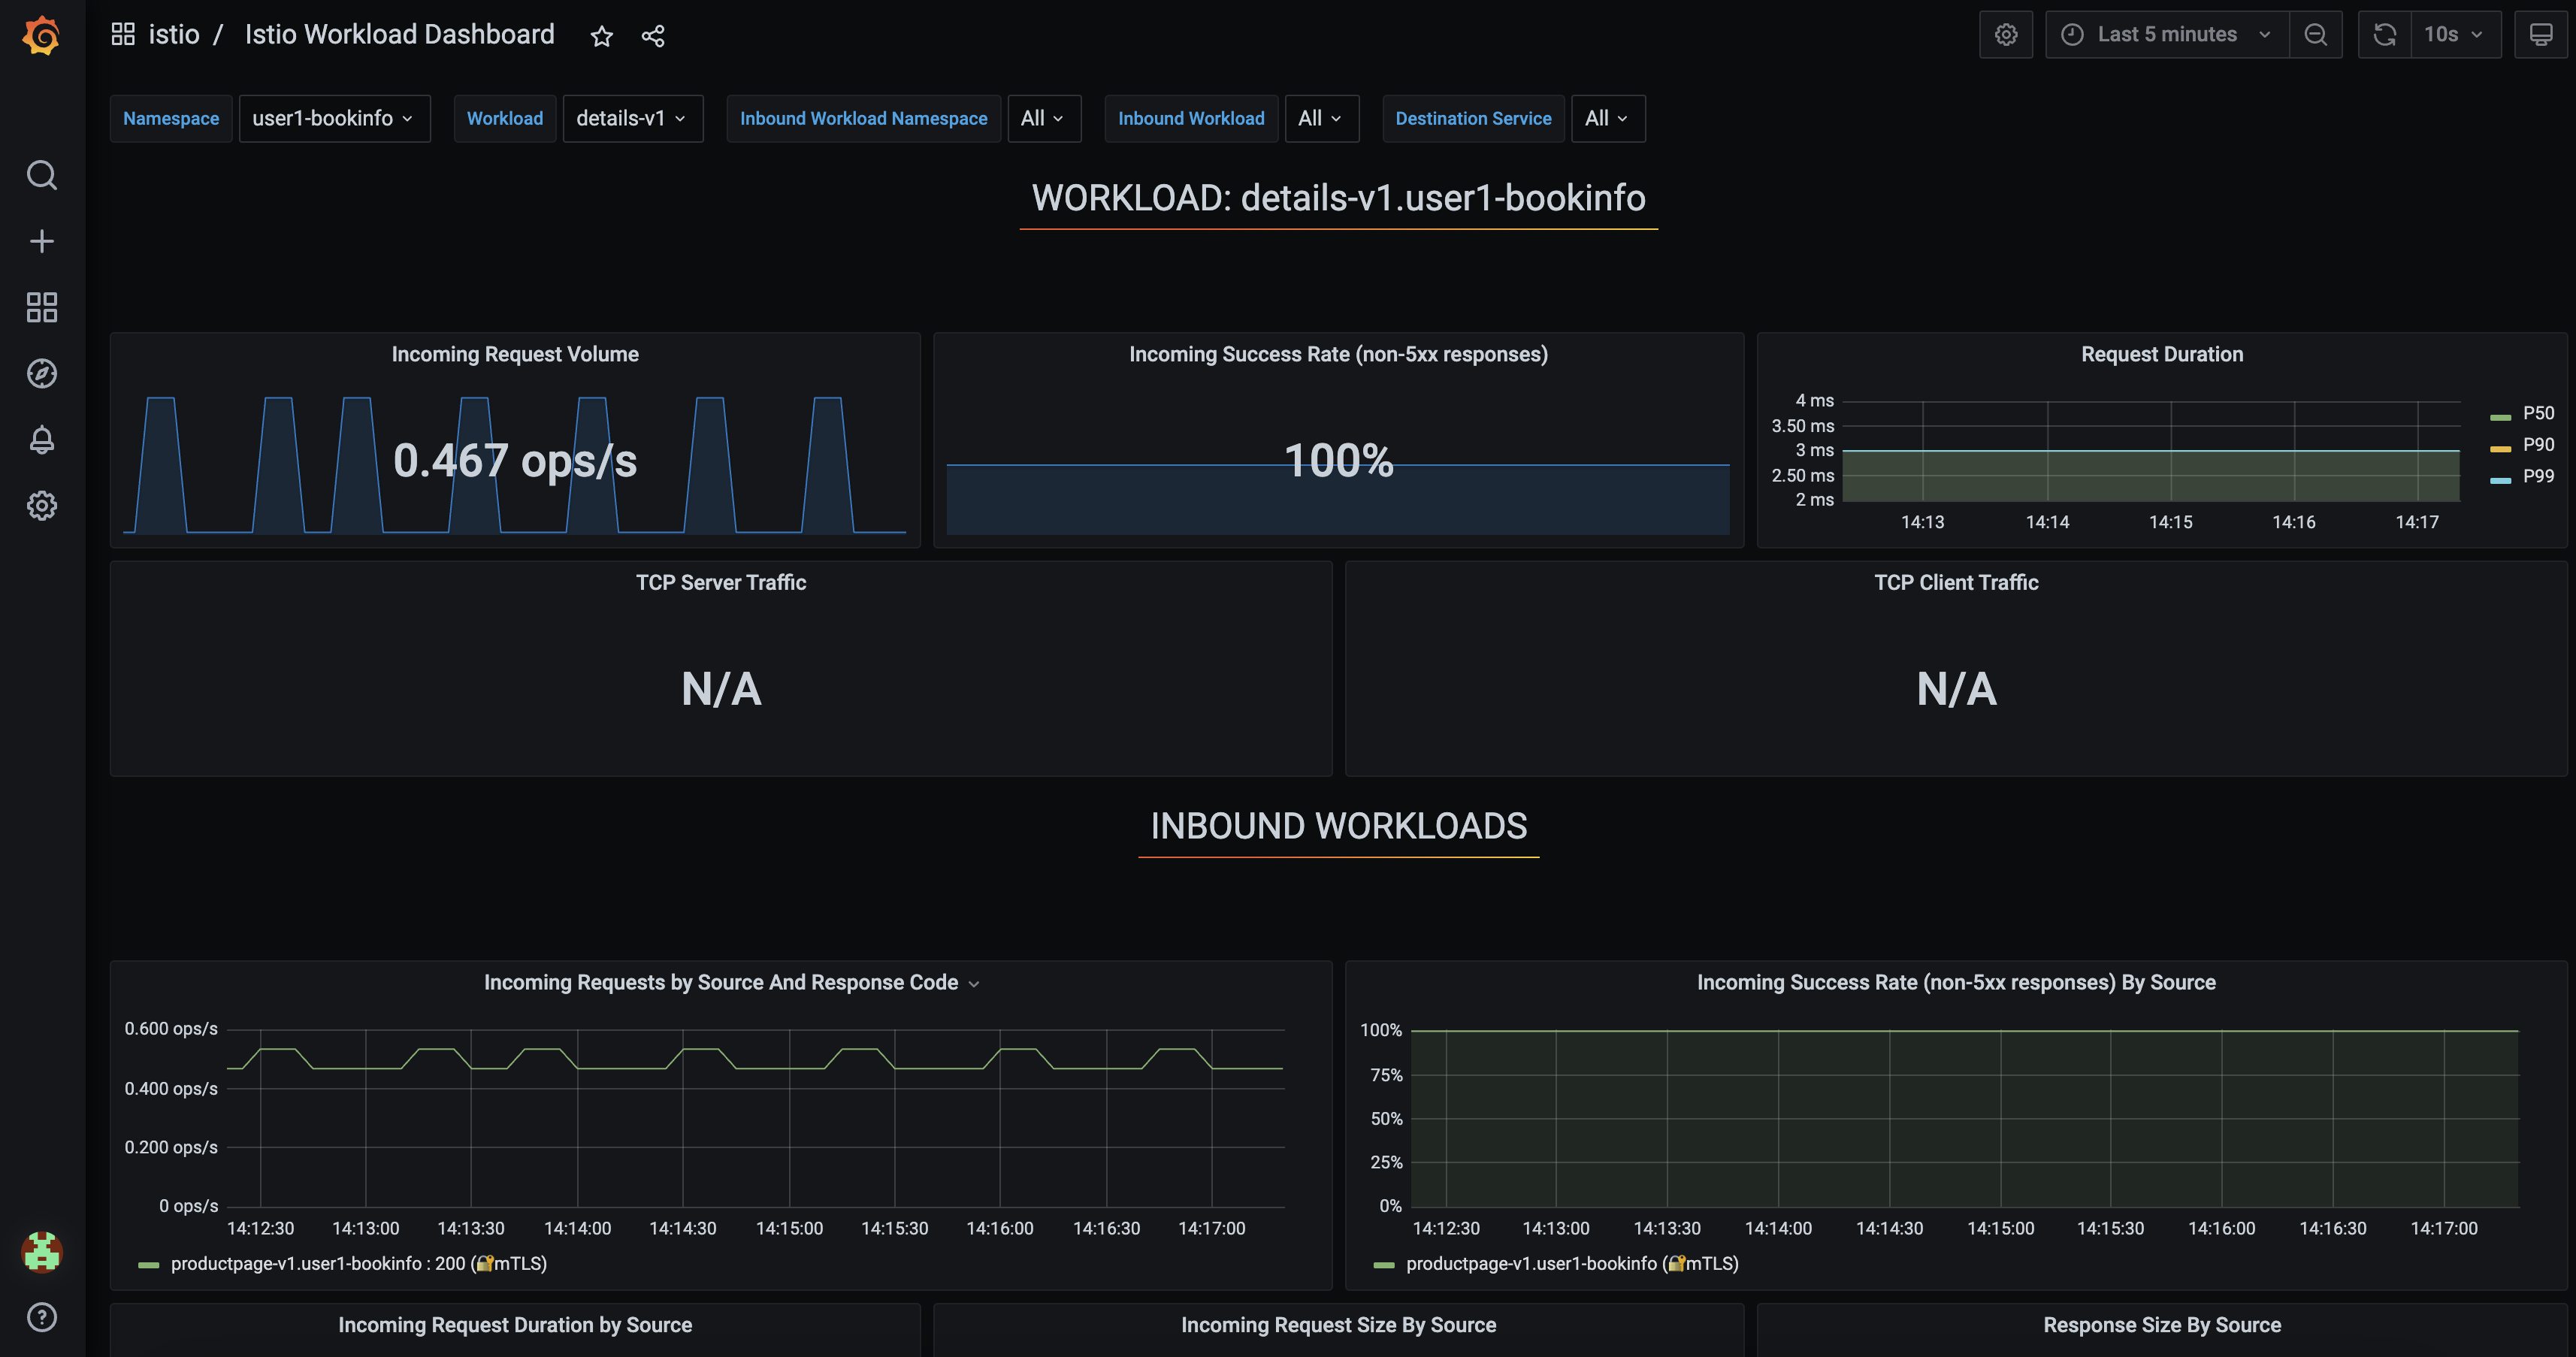 istio / Istio Workload Dashboard
Last 5 minutes
10s
Namespace user1-bookinfo Workload details-v1 Inbound Workload Namespace All Inbound Workload All Destination Service All
WORKLOAD: details-v1.user1-bookinfo
Incoming Request Volume
0.467 ops/s
Incoming Success Rate (non-5xx responses)
100%
Request Duration
4 ms
3.50 ms
3 ms
2.50 ms
2 ms
14:13 14:14 14:15 14:16 14:17
P50
P90
P99
TCP Server Traffic
N/A
TCP Client Traffic
N/A
INBOUND WORKLOADS
Incoming Requests by Source And Response Code
0.600 ops/s
0.400 ops/s
0.200 ops/s
0 ops/s
14:12:30 14:13:00 14:13:30 14:14:00 14:14:30 14:15:00 14:15:30 14:16:00 14:16:30 14:17:00
productpage-v1.user1-bookinfo : 200 (🔐mTLS)
Incoming Success Rate (non-5xx responses) By Source
100%
75%
50%
25%
0%
14:12:30 14:13:00 14:13:30 14:14:00 14:14:30 14:15:00 14:15:30 14:16:00 14:16:30 14:17:00
productpage-v1.user1-bookinfo (🔐mTLS)
Incoming Request Duration by Source
Incoming Request Size By Source
Response Size By Source